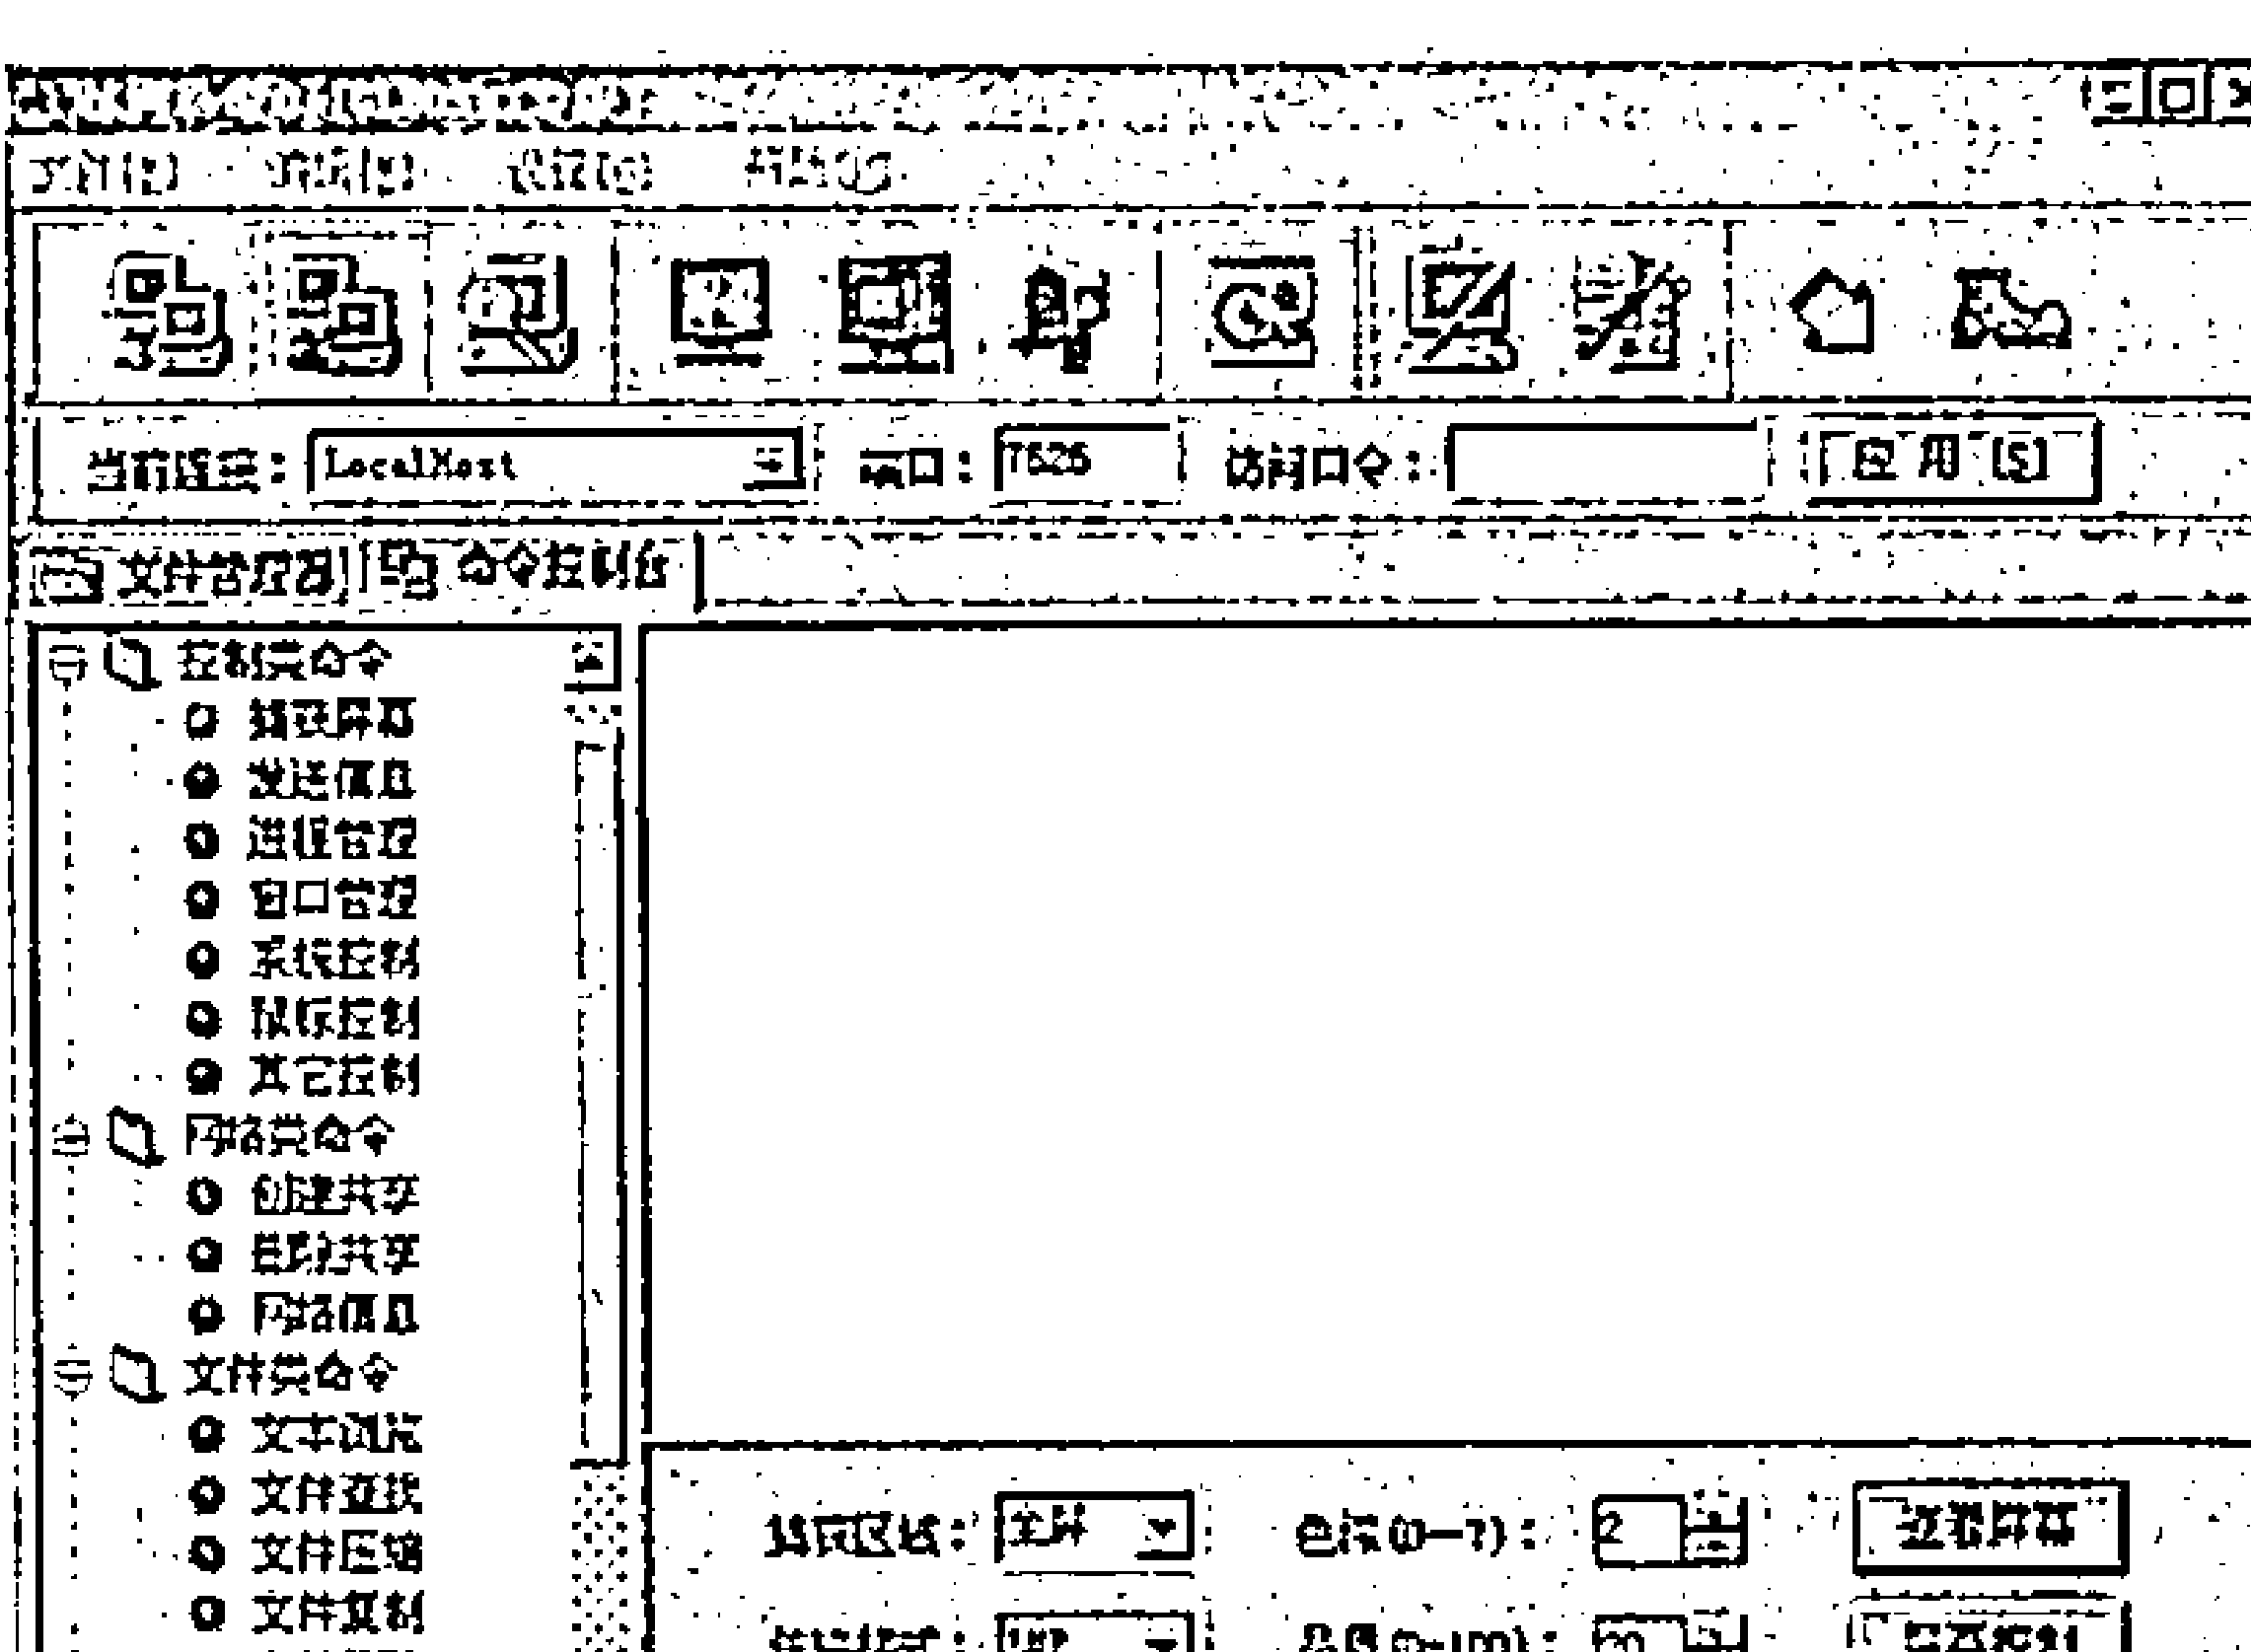 文件[F] 编辑[E] 设置[S] 帮助[H]
当前连接: LocalHost 端口: 7626 访问口令: 应用[S]
文件管理器 命令控制台
控制类命令
捕获屏幕
发送信息
进程管理
窗口管理
系统控制
鼠标控制
其它控制
网络类命令
创建共享
删除共享
网络信息
文件类命令
文本浏览
文件查找
文件压缩
文件复制
捕捉区域: 全屏 色深(0-7): 2 查看屏幕